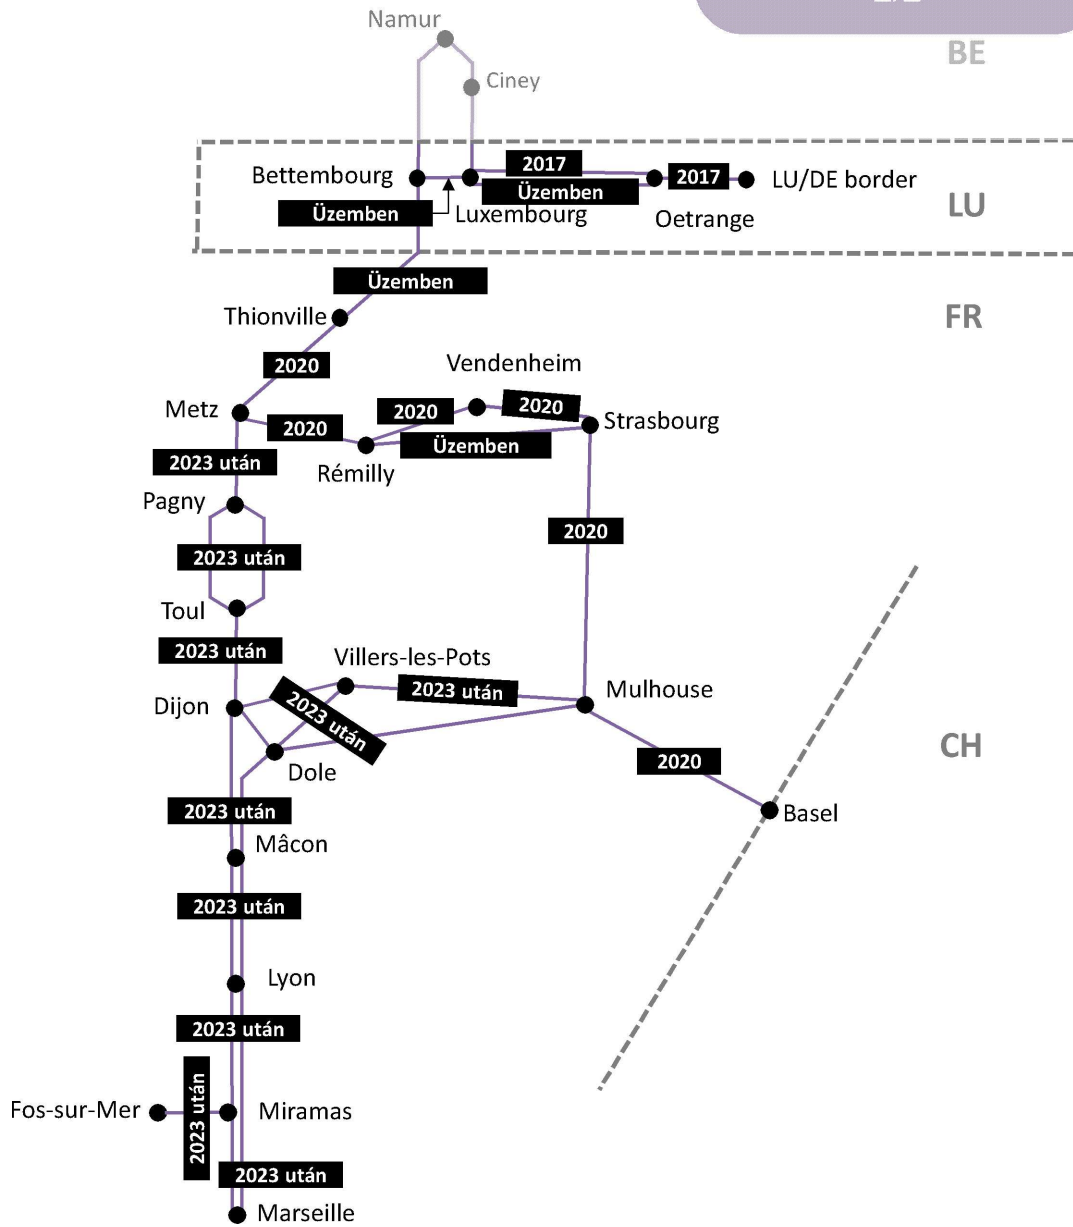 Namur
BE
Ciney
2017
Bettembourg
2017
LU/DE border
Üzemben
Üzemben
Luxembourg
Oetrange
LU
Üzemben
Thionville
FR
2020
Vendenheim
Metz
2020
2020
2020
Strasbourg
Üzemben
2023 után
Rémilly
Pagny
2020
2023 után
Toul
2023 után
Villers-les-Pots
2023 után
Mulhouse
Dijon
2023 után
CH
2020
Dole
2023 után
Basel
Mâcon
2023 után
Lyon
2023 után
Fos-sur-Mer
2023 után
Miramas
2023 után
Marseille